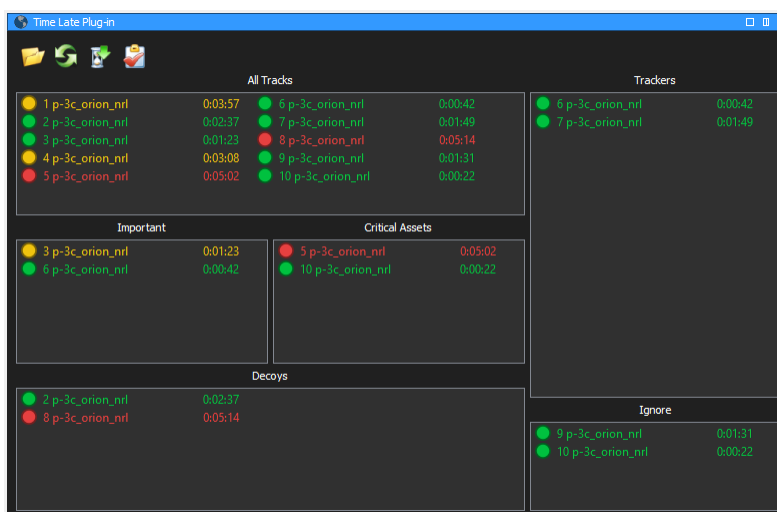 Time Late Plug-in
All Tracks
1 p-3c_orion_nrl 0:03:57 6 p-3c_orion_nrl 0:00:42
2 p-3c_orion_nrl 0:02:37 7 p-3c_orion_nrl 0:01:49
3 p-3c_orion_nrl 0:01:23 8 p-3c_orion_nrl 0:05:14
4 p-3c_orion_nrl 0:03:08 9 p-3c_orion_nrl 0:01:31
5 p-3c_orion_nrl 0:05:02 10 p-3c_orion_nrl 0:00:22
Trackers
6 p-3c_orion_nrl 0:00:42
7 p-3c_orion_nrl 0:01:49
Important
3 p-3c_orion_nrl 0:01:23
6 p-3c_orion_nrl 0:00:42
Critical Assets
5 p-3c_orion_nrl 0:05:02
10 p-3c_orion_nrl 0:00:22
Decoys
2 p-3c_orion_nrl 0:02:37
8 p-3c_orion_nrl 0:05:14
Ignore
9 p-3c_orion_nrl 0:01:31
10 p-3c_orion_nrl 0:00:22